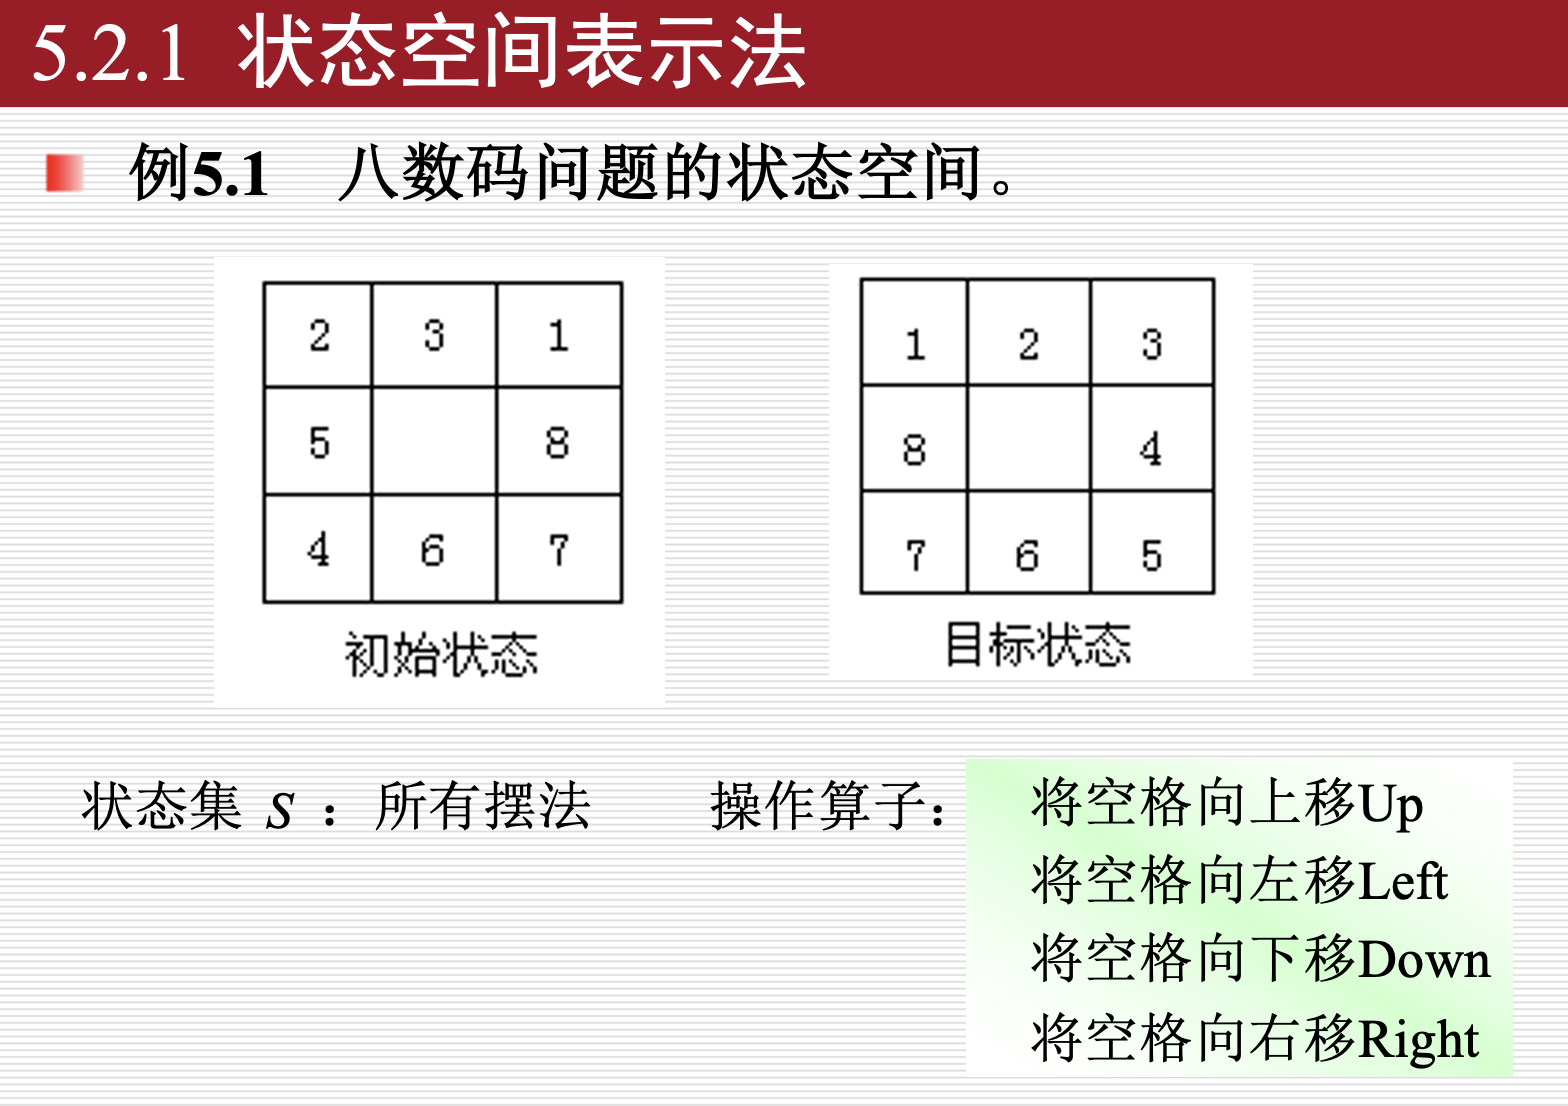 5.2.1 状态空间表示法
例5.1 八数码问题的状态空间。
2 3 1
5 8
4 6 7
初始状态
1 2 3
8 4
7 6 5
目标状态
状态集 S ：所有摆法
操作算子：
将空格向上移Up
将空格向左移Left
将空格向下移Down
将空格向右移Right